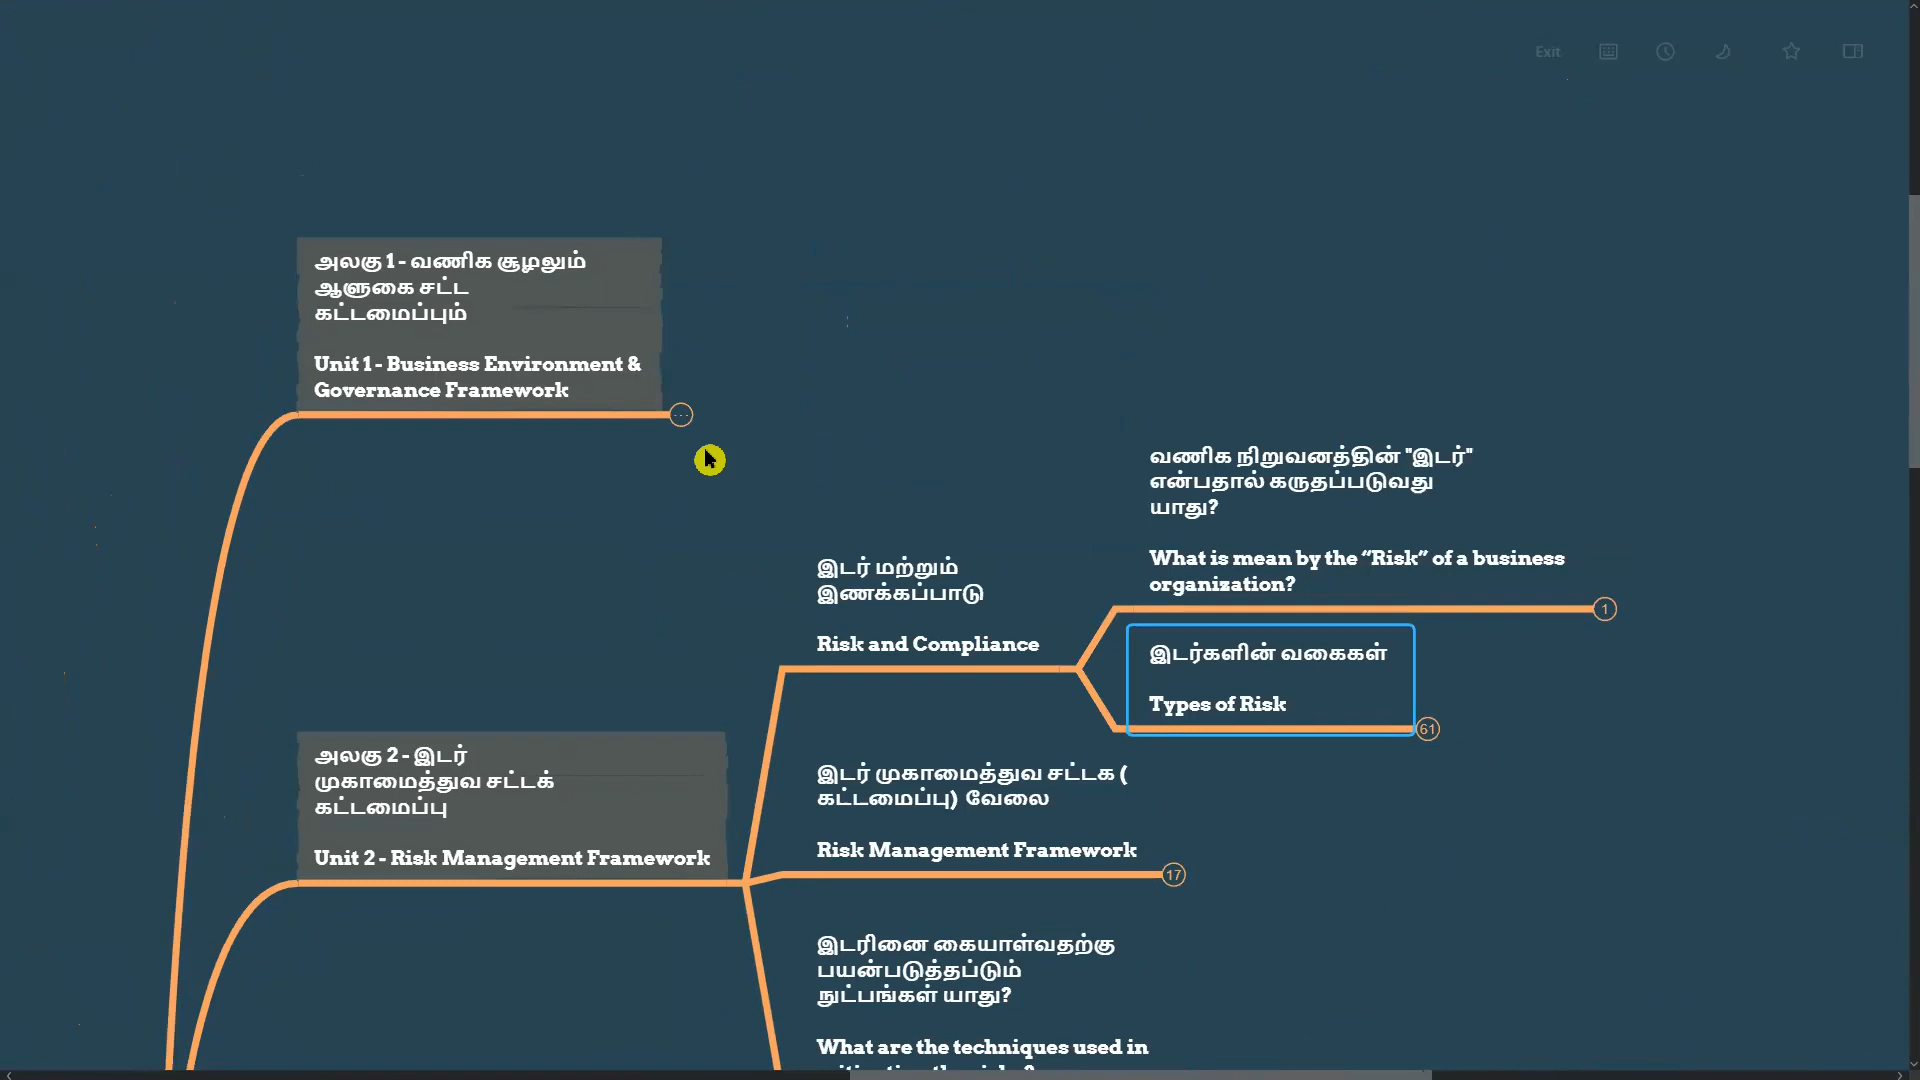 Exit
அலகு 1 - வணிக சூழலும்
ஆளுகை சட்ட
கட்டமைப்பும்
Unit 1 - Business Environment &
Governance Framework
வணிக நிறுவனத்தின் "இடர்"
என்பதால் கருதப்படுவது
யாது?
What is mean by the “Risk” of a business
organization?
1
இடர் மற்றும்
இணக்கப்பாடு
Risk and Compliance
இடர்களின் வகைகள்
Types of Risk
61
அலகு 2 - இடர்
முகாமைத்துவ சட்டக்
கட்டமைப்பு
Unit 2 - Risk Management Framework
இடர் முகாமைத்துவ சட்டக (
கட்டமைப்பு) வேலை
Risk Management Framework
17
இடரினை கையாள்வதற்கு
பயன்படுத்தப்டும்
நுட்பங்கள் யாது?
What are the techniques used in